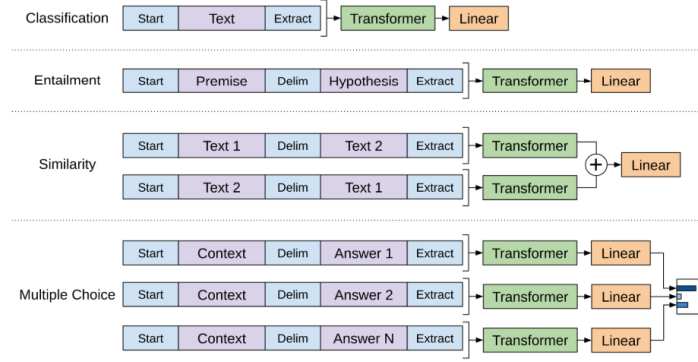 Classification Start Text Extract Transformer Linear
Entailment Start Premise Delim Hypothesis Extract Transformer Linear
Similarity
Start Text 1 Delim Text 2 Extract Transformer
+ Linear
Start Text 2 Delim Text 1 Extract Transformer
Start Context Delim Answer 1 Extract Transformer Linear
Multiple Choice Start Context Delim Answer 2 Extract Transformer Linear
Start Context Delim Answer N Extract Transformer Linear